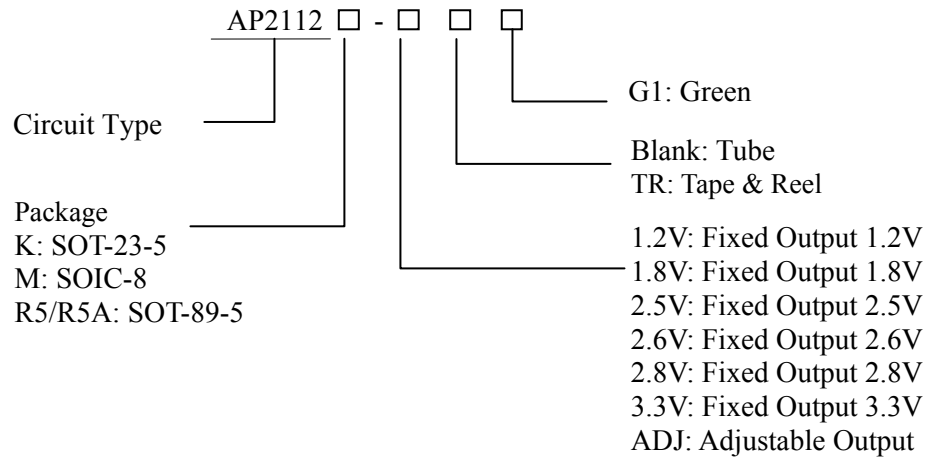 AP2112 □ - □ □ □
G1: Green
Circuit Type
Blank: Tube
TR: Tape & Reel
Package
K: SOT-23-5
M: SOIC-8
R5/R5A: SOT-89-5
1.2V: Fixed Output 1.2V
1.8V: Fixed Output 1.8V
2.5V: Fixed Output 2.5V
2.6V: Fixed Output 2.6V
2.8V: Fixed Output 2.8V
3.3V: Fixed Output 3.3V
ADJ: Adjustable Output